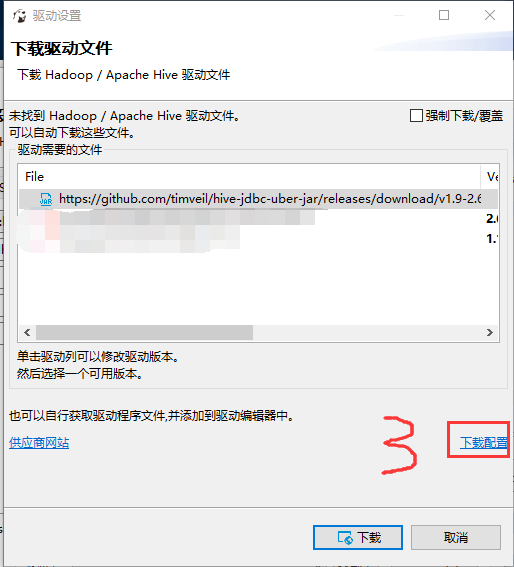 驱动设置
下载驱动文件
下载 Hadoop / Apache Hive 驱动文件
未找到 Hadoop / Apache Hive 驱动文件。
强制下载/覆盖
可以自动下载这些文件。
驱动需要的文件
File Ve
JAR https://github.com/timveil/hive-jdbc-uber-jar/releases/download/v1.9-2.6
2.
1.
单击驱动列可以修改驱动版本。
然后选择一个可用版本。
也可以自行获取驱动程序文件,并添加到驱动编辑器中。
3
供应商网站 下载配置
下载 取消